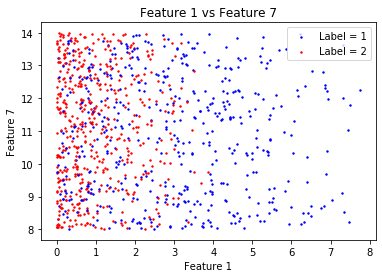 Feature 1 vs Feature 7
Label = 1
Label = 2
14
13
12
11
10
9
8
Feature 7
0 1 2 3 4 5 6 7 8
Feature 1